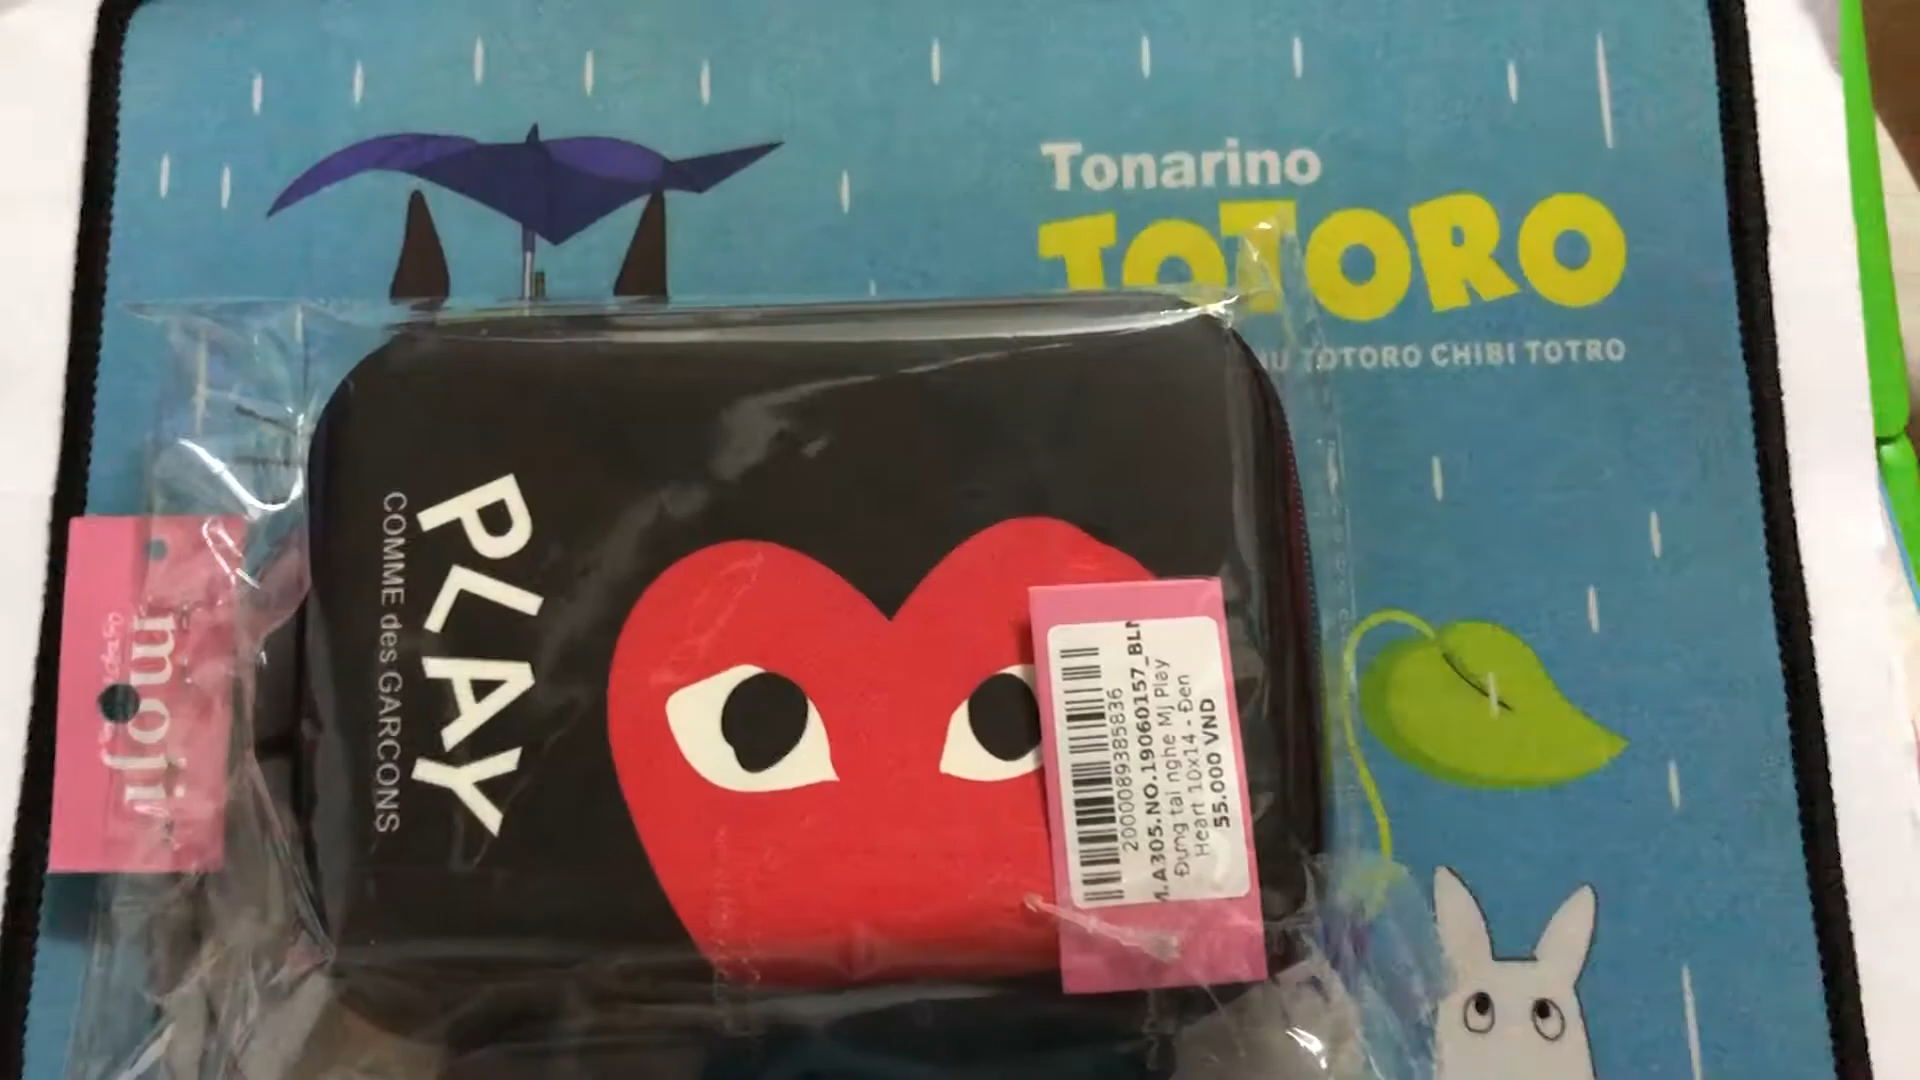 Tonarino
TOTORO
TOTORO CHIBI TOTRO
PLAY
COMME des GARCONS
moji
2000089385836
M.A305.NO.19060157_BLN
Đựng tai nghe MJ Play
Heart 10x14 - Đen
55.000 VND